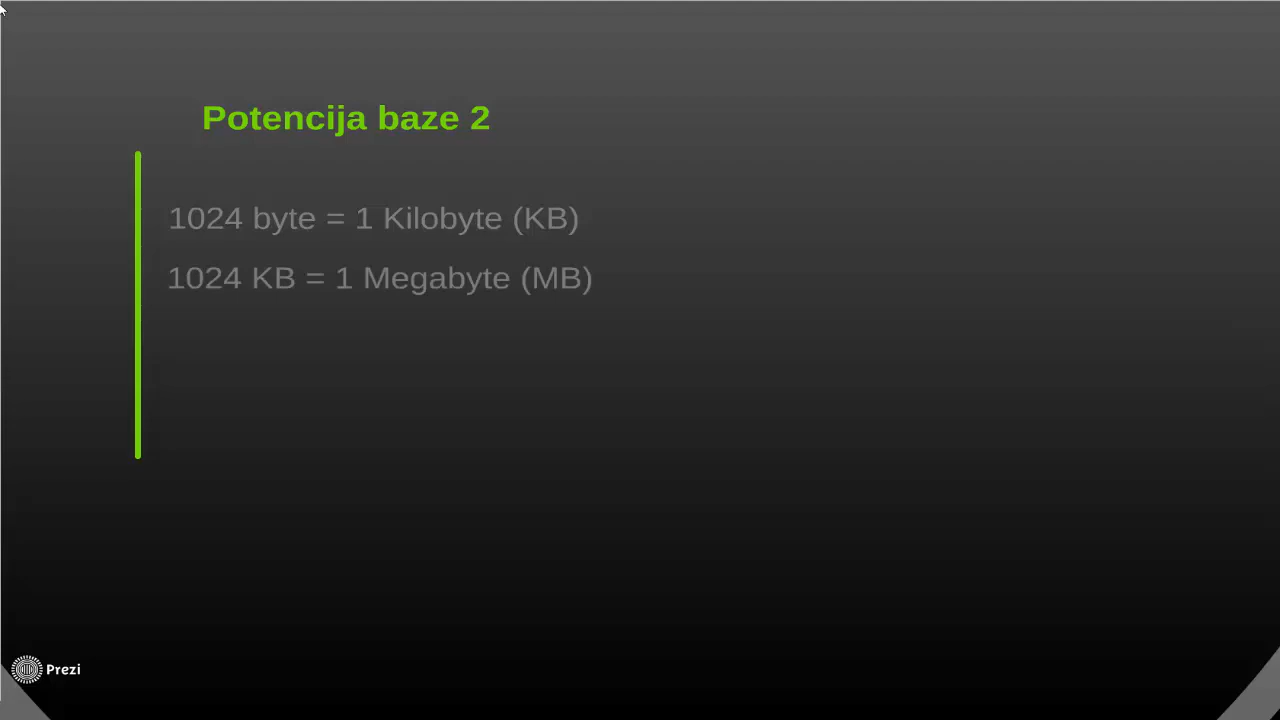 Potencija baze 2
1024 byte = 1 Kilobyte (KB)
1024 KB = 1 Megabyte (MB)
Prezi